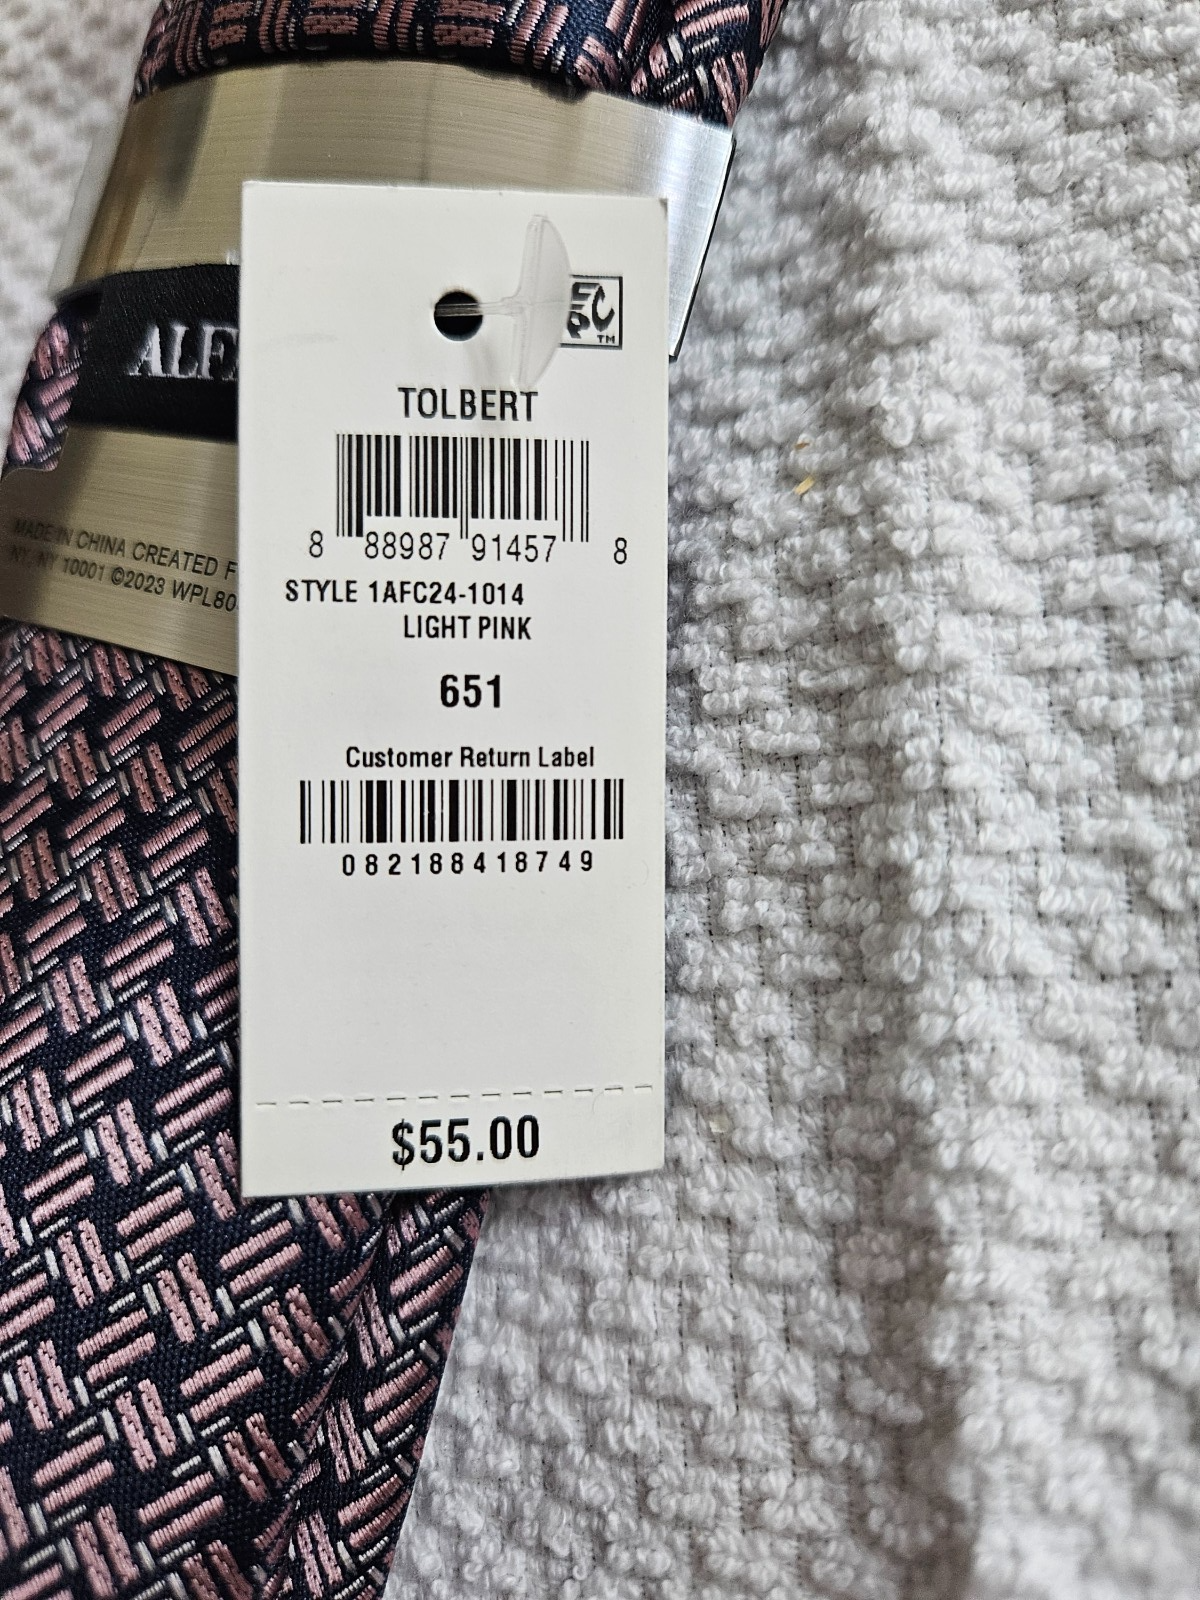 TOLBERT
8 88987 91457 8
STYLE 1AFC24-1014
LIGHT PINK
651
Customer Return Label
082188418749
$55.00
ALF
MADE IN CHINA CREATED F
NY, NY 10001 ©2023 WPL80
TM